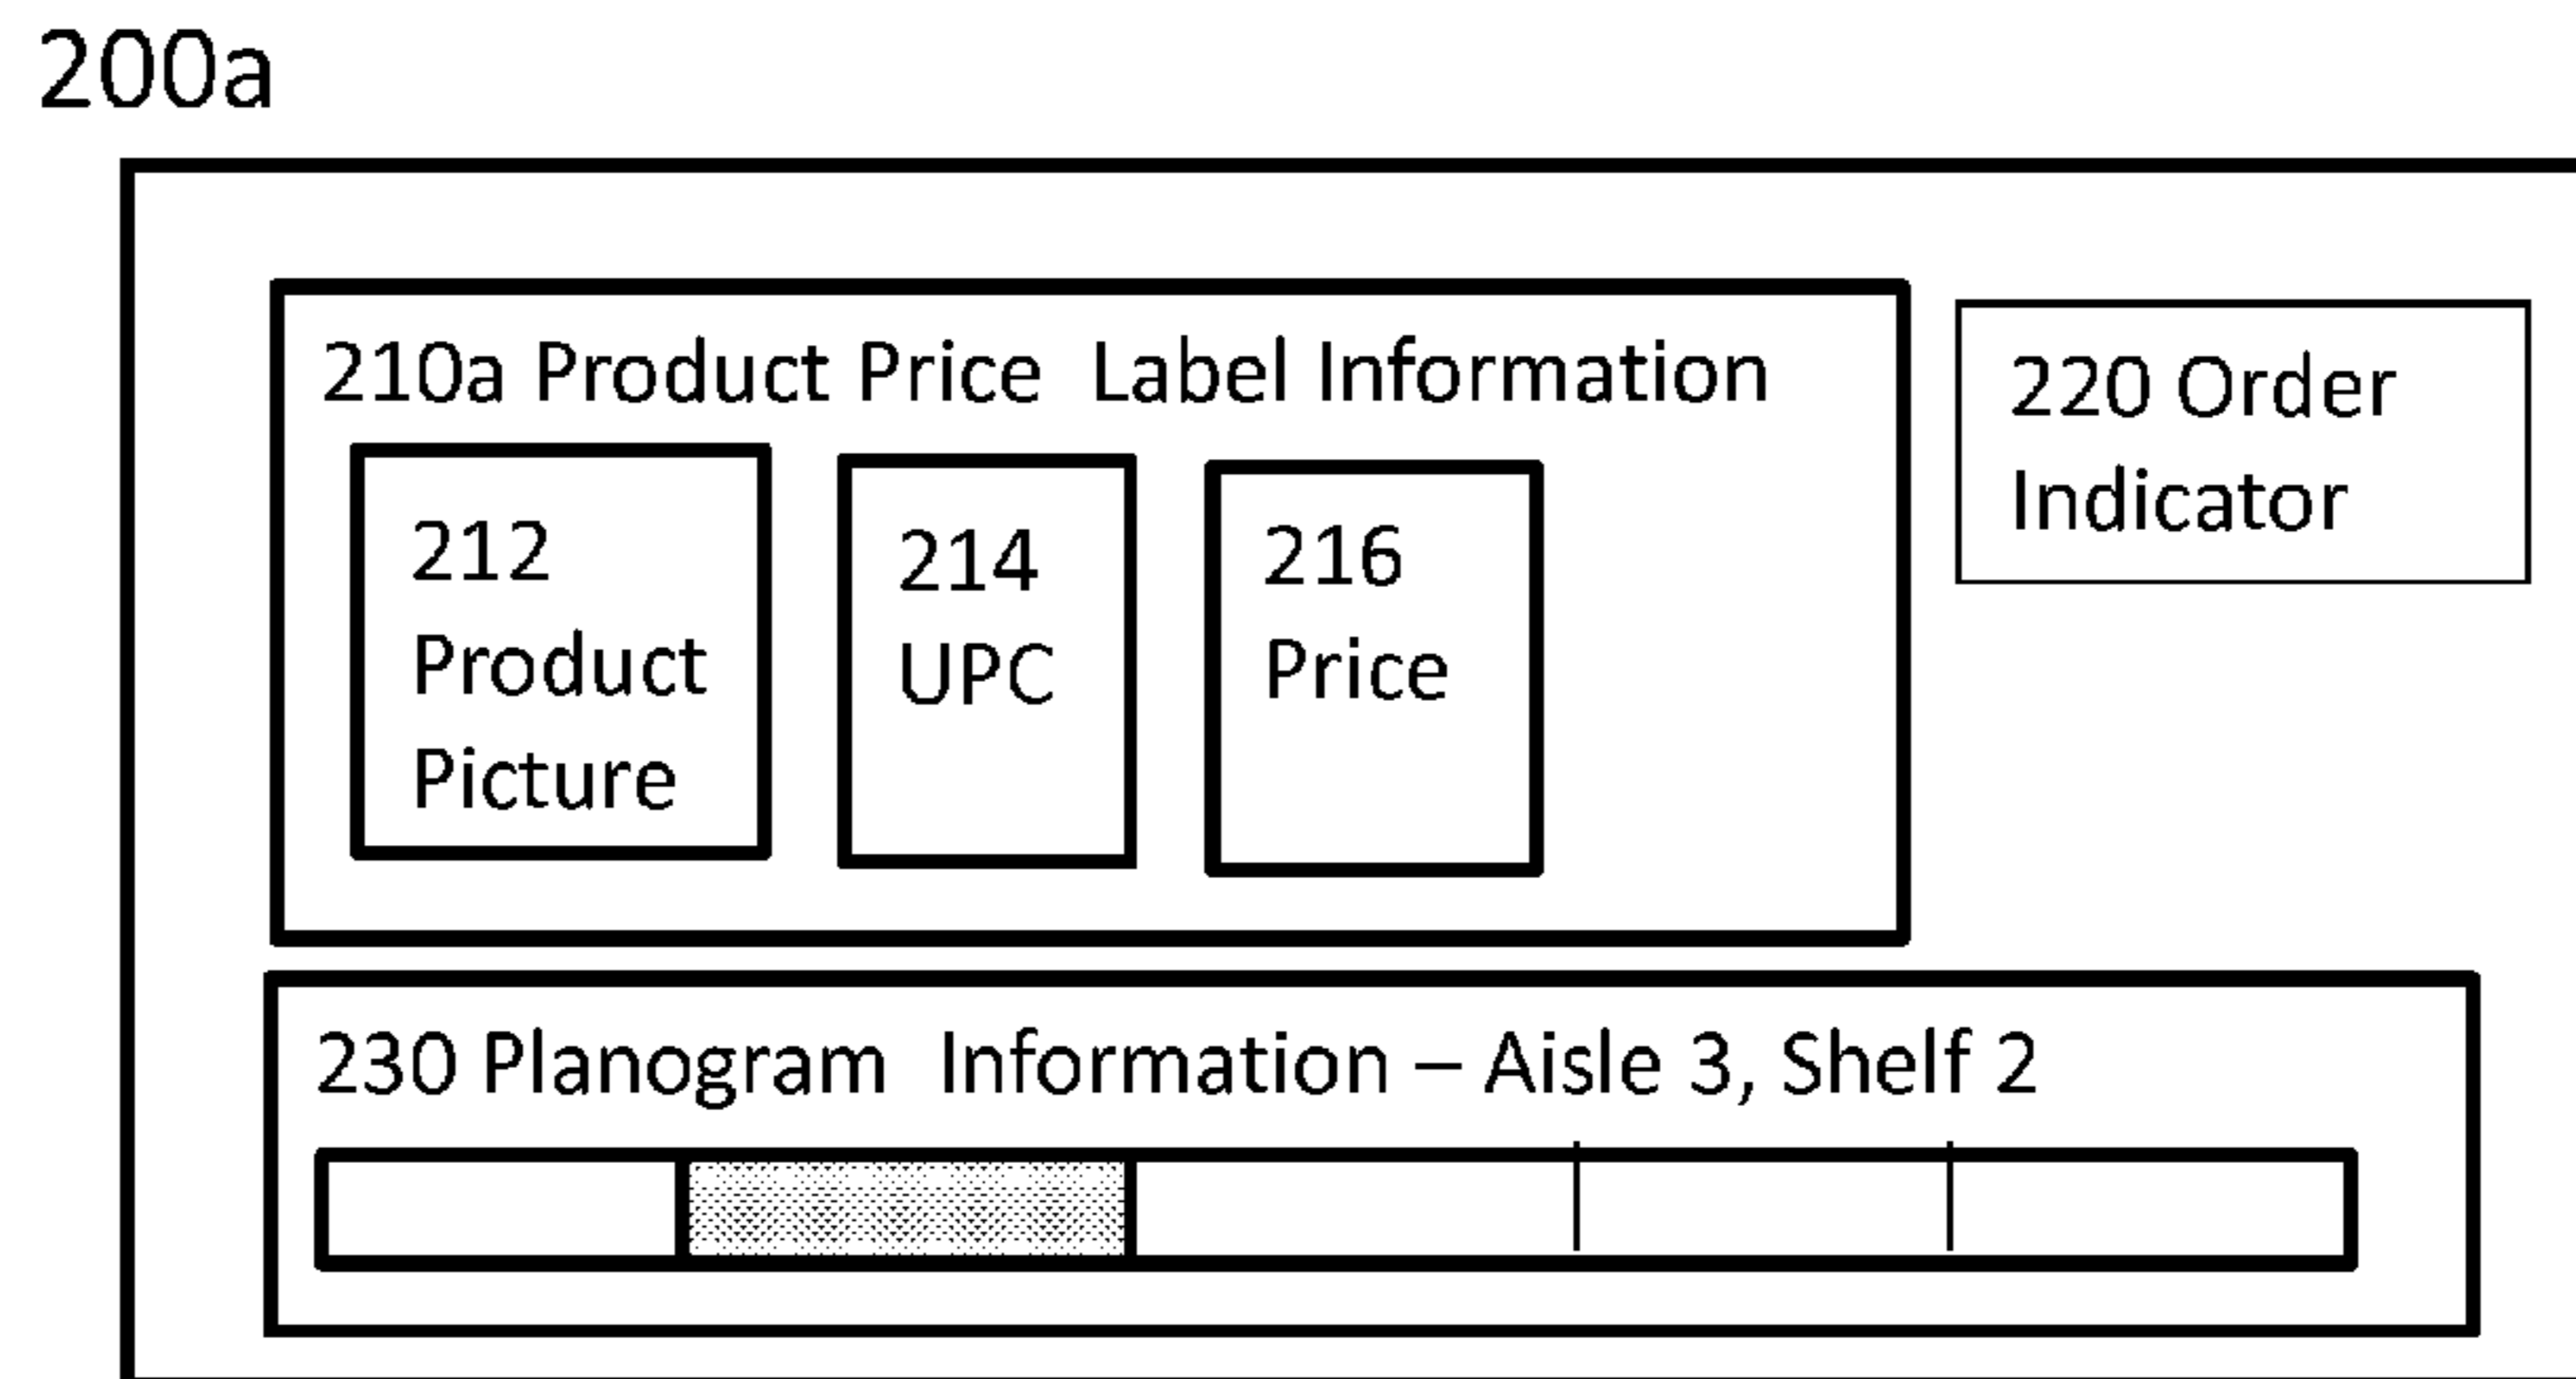 200a
210a Product Price Label Information
220 Order
Indicator
212
Product
Picture
214
UPC
216
Price
230 Planogram Information – Aisle 3, Shelf 2